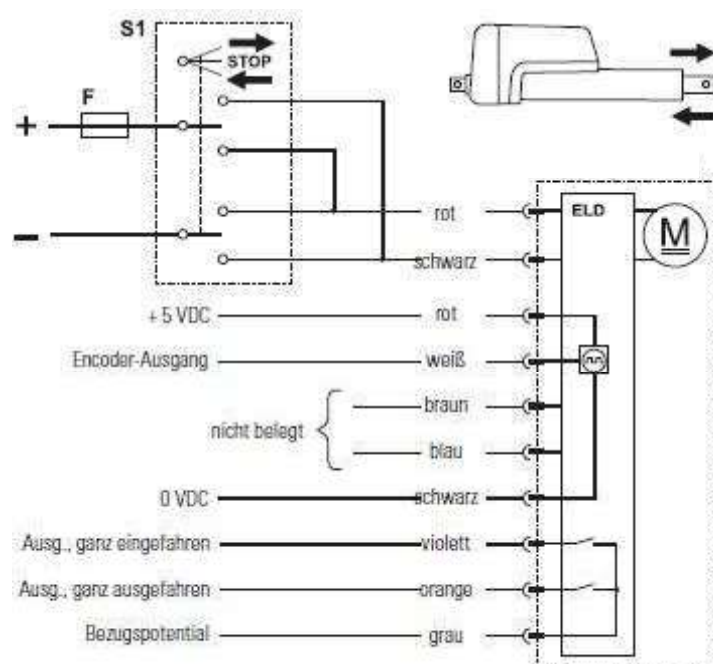 S1
STOP
F
+
–
rot
ELD
M
schwarz
+ 5 VDC rot
Encoder-Ausgang weiß
braun
nicht belegt
blau
0 VDC schwarz
Ausg., ganz eingefahren violett
Ausg., ganz ausgefahren orange
Bezugspotential grau